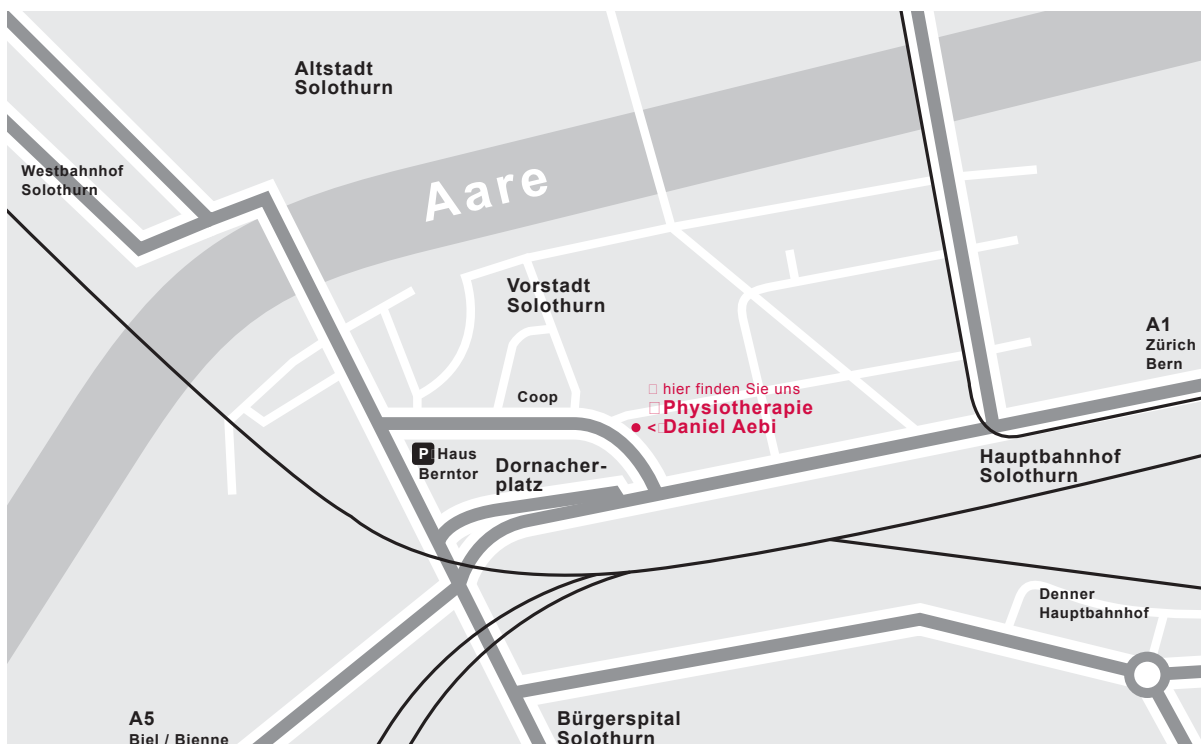 Altstadt
Solothurn
Westbahnhof
Solothurn
Aare
Vorstadt
Solothurn
A1
Zürich
Bern
Coop
□ hier finden Sie uns
□ Physiotherapie
< □ Daniel Aebi
P Haus
Berntor
Dornacher-
platz
Hauptbahnhof
Solothurn
Denner
Hauptbahnhof
A5
Biel / Bienne
Bürgerspital
Solothurn